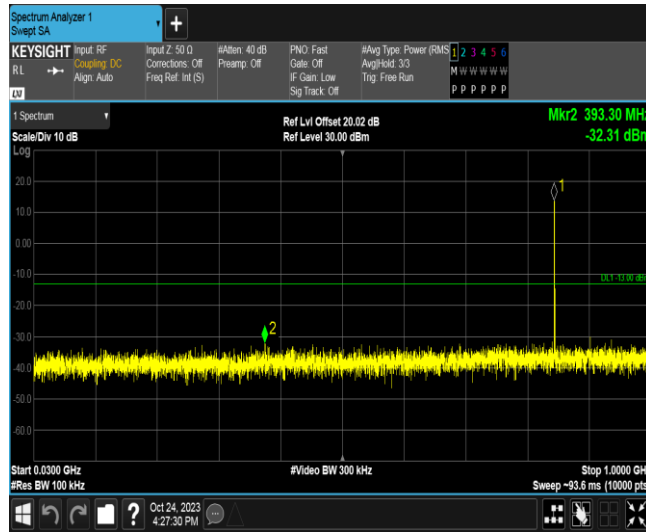 Spectrum Analyzer 1
Swept SA
+
KEYSIGHT Input: RF Input Z: 50 Ω #Atten: 40 dB PNO: Fast #Avg Type: Power (RMS 1 2 3 4 5 6
RL Coupling: DC Corrections: Off Preamp: Off Gate: Off Avg|Hold: 3/3 M W W W W W
Align: Auto Freq Ref: Int (S) IF Gain: Low Trig: Free Run
Sig Track: Off P P P P P P
LXI
1 Spectrum
Ref Lvl Offset 20.02 dB Mkr2 393.30 MHz
Scale/Div 10 dB Ref Level 30.00 dBm -32.31 dBm
Log
1
20.0
10.0
0.00
-10.0
DL1 -13.00 dBm
-20.0
2
-30.0
-40.0
-50.0
-60.0
Start 0.0300 GHz #Video BW 300 kHz Stop 1.0000 GHz
#Res BW 100 kHz Sweep ~93.6 ms (10000 pts
?
Oct 24, 2023
4:27:30 PM